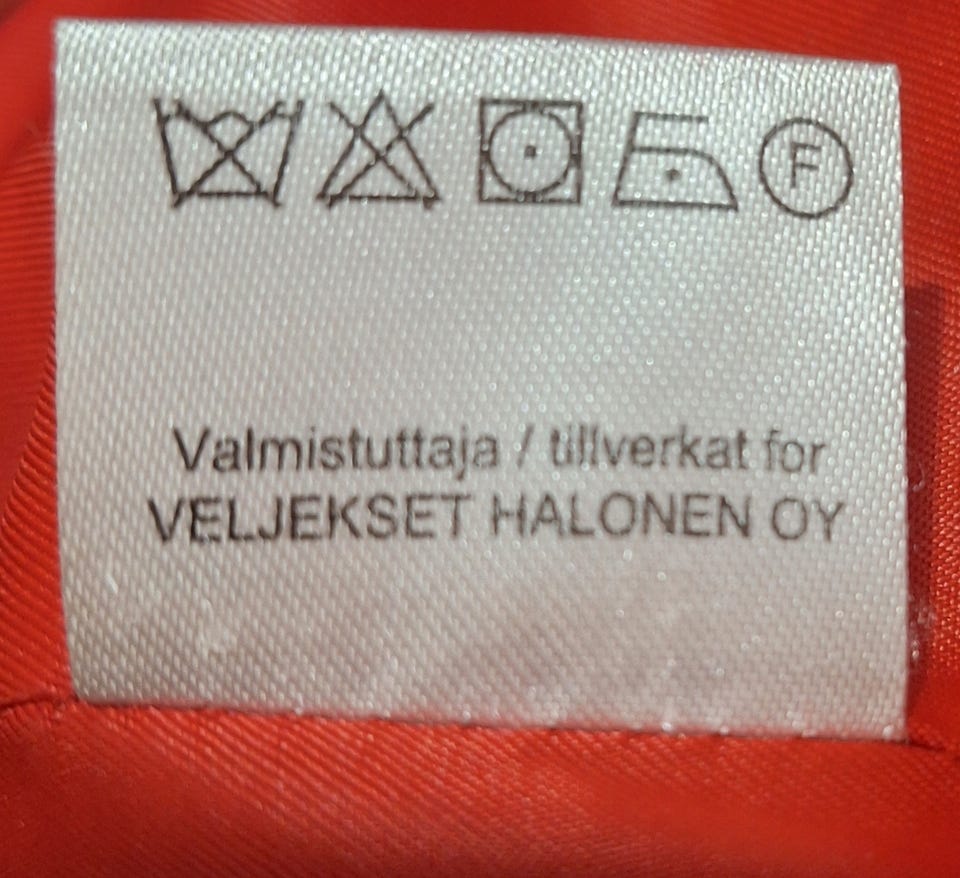 F
Valmistuttaja / tillverkat for
VELJEKSET HALONEN OY